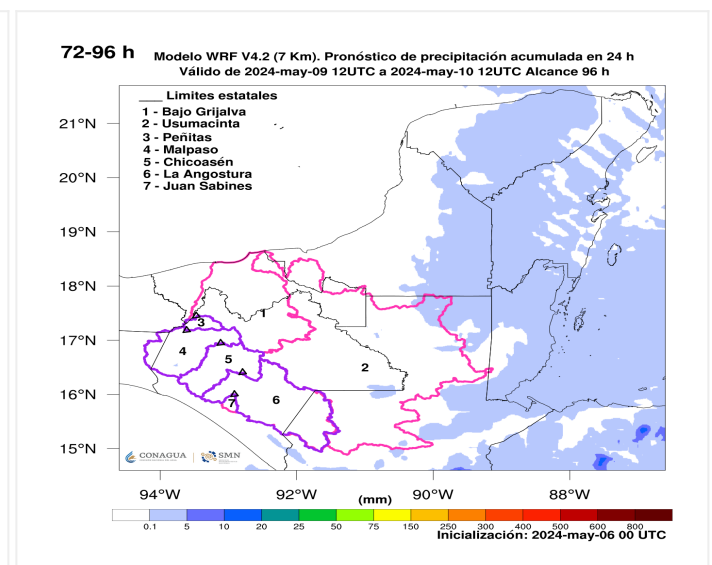 72-96 h
Modelo WRF V4.2 (7 Km). Pronóstico de precipitación acumulada en 24 h
Válido de 2024-may-09 12UTC a 2024-may-10 12UTC Alcance 96 h
Limites estatales
1 - Bajo Grijalva
2 - Usumacinta
3 - Peñitas
4 - Malpaso
5 - Chicoasén
6 - La Angostura
7 - Juan Sabines
21°N
20°N
19°N
18°N
17°N
16°N
15°N
1
3
4
5
2
6
7
CONAGUA
SMN
94°W
92°W
90°W
88°W
(mm)
0.1
5
10
20
25
50
75
150
250
300
400
500
600
800
Inicialización: 2024-may-06 00 UTC